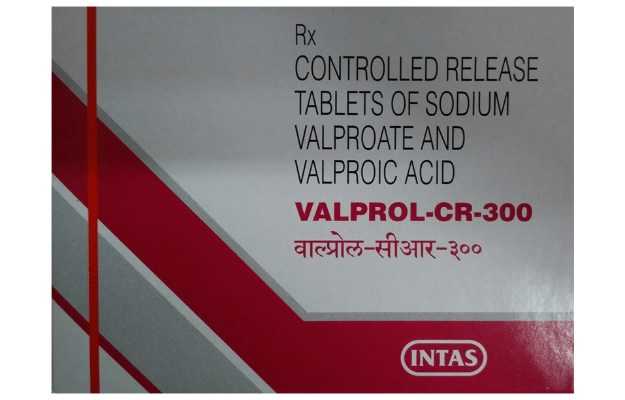 Rx
CONTROLLED RELEASE
TABLETS OF SODIUM
VALPROATE AND
VALPROIC ACID
VALPROL-CR-300
वाल्प्रोल-सीआर-३००
INTAS